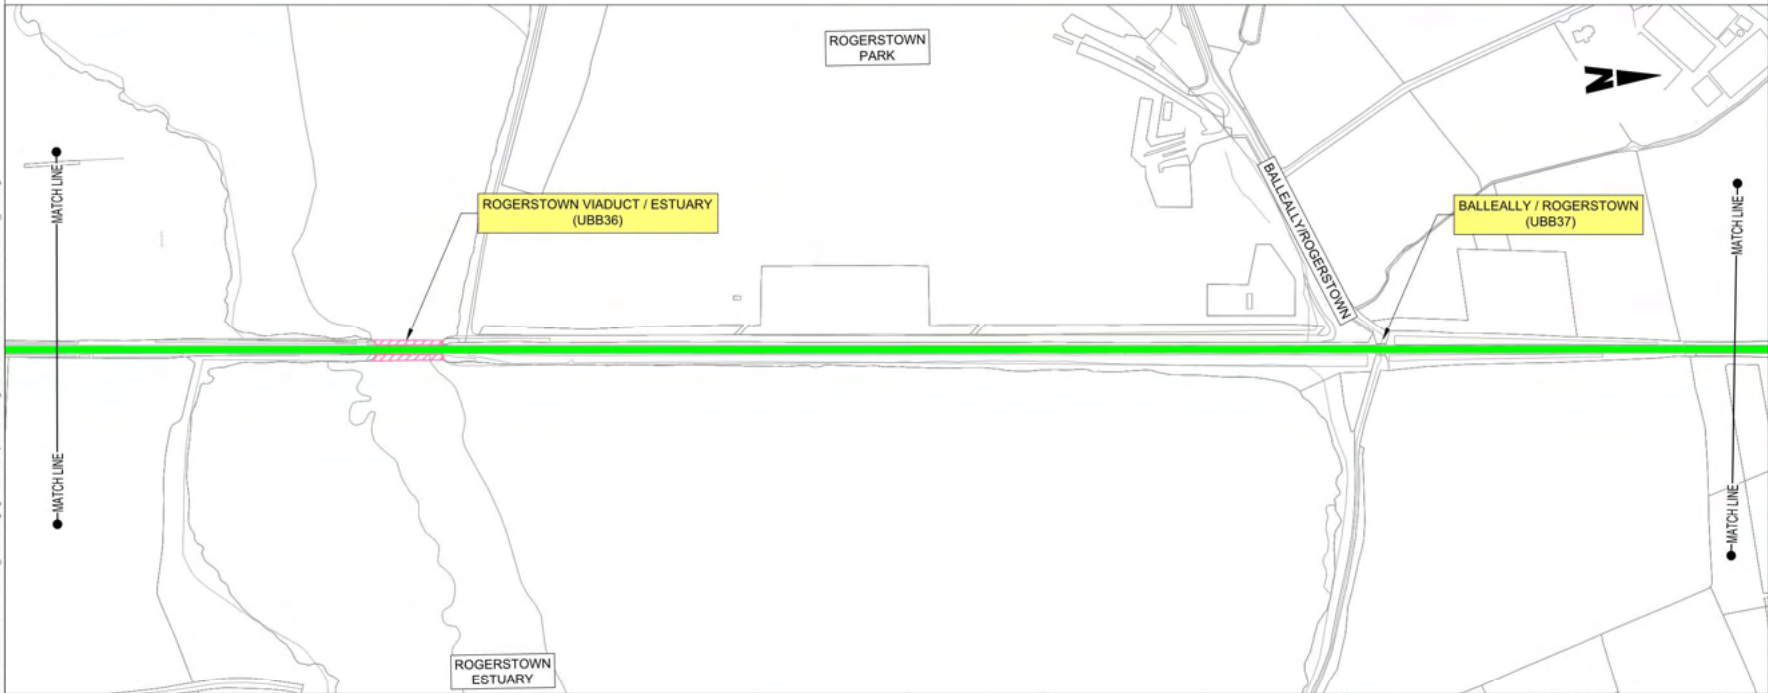 ROGERSTOWN
PARK
N
MATCH LINE
ROGERSTOWN VIADUCT / ESTUARY
(UBB36)
BALLEALLY/ROGERSTOWN
BALLEALLY / ROGERSTOWN
(UBB37)
MATCH LINE
MATCH LINE
MATCH LINE
ROGERSTOWN
ESTUARY